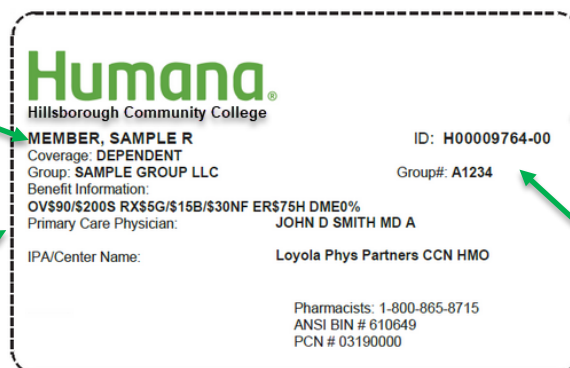 Humana®
Hillsborough Community College
MEMBER, SAMPLE R ID: H00009764-00
Coverage: DEPENDENT
Group: SAMPLE GROUP LLC Group#: A1234
Benefit Information:
OV$90/$200S RX$5G/$15B/$30NF ER$75H DME0%
Primary Care Physician: JOHN D SMITH MD A
IPA/Center Name: Loyola Phys Partners CCN HMO
Pharmacists: 1-800-865-8715
ANSI BIN # 610649
PCN # 03190000